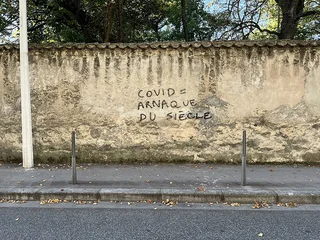 COVID =
ARNAQUE
DU SIÈCLE